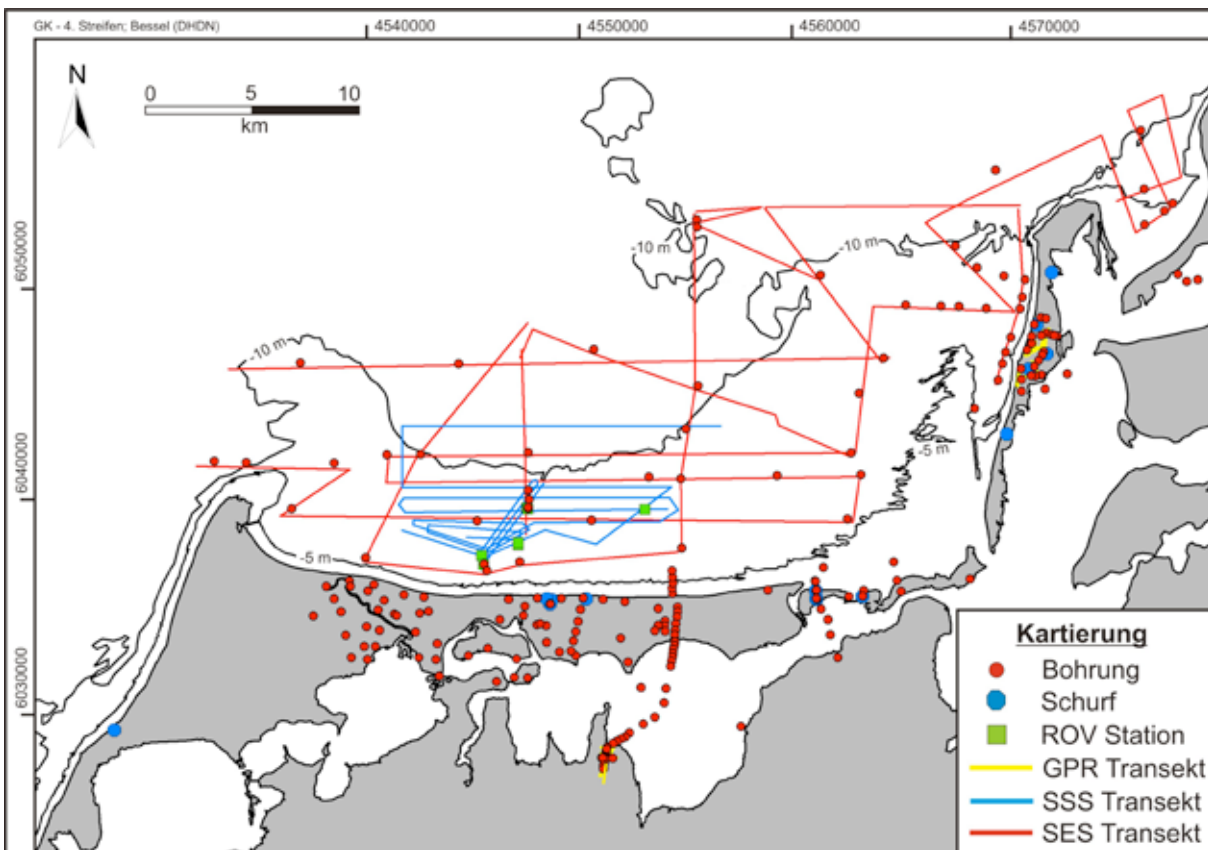 GK - 4. Streifen; Bessel (DHDN)
4540000
4550000
4560000
4570000
N
0
5
10
km
6050000
6040000
6030000
-10 m
-10 m
-10 m
-5 m
-5 m
Kartierung
Bohrung
Schurf
ROV Station
GPR Transekt
SSS Transekt
SES Transekt